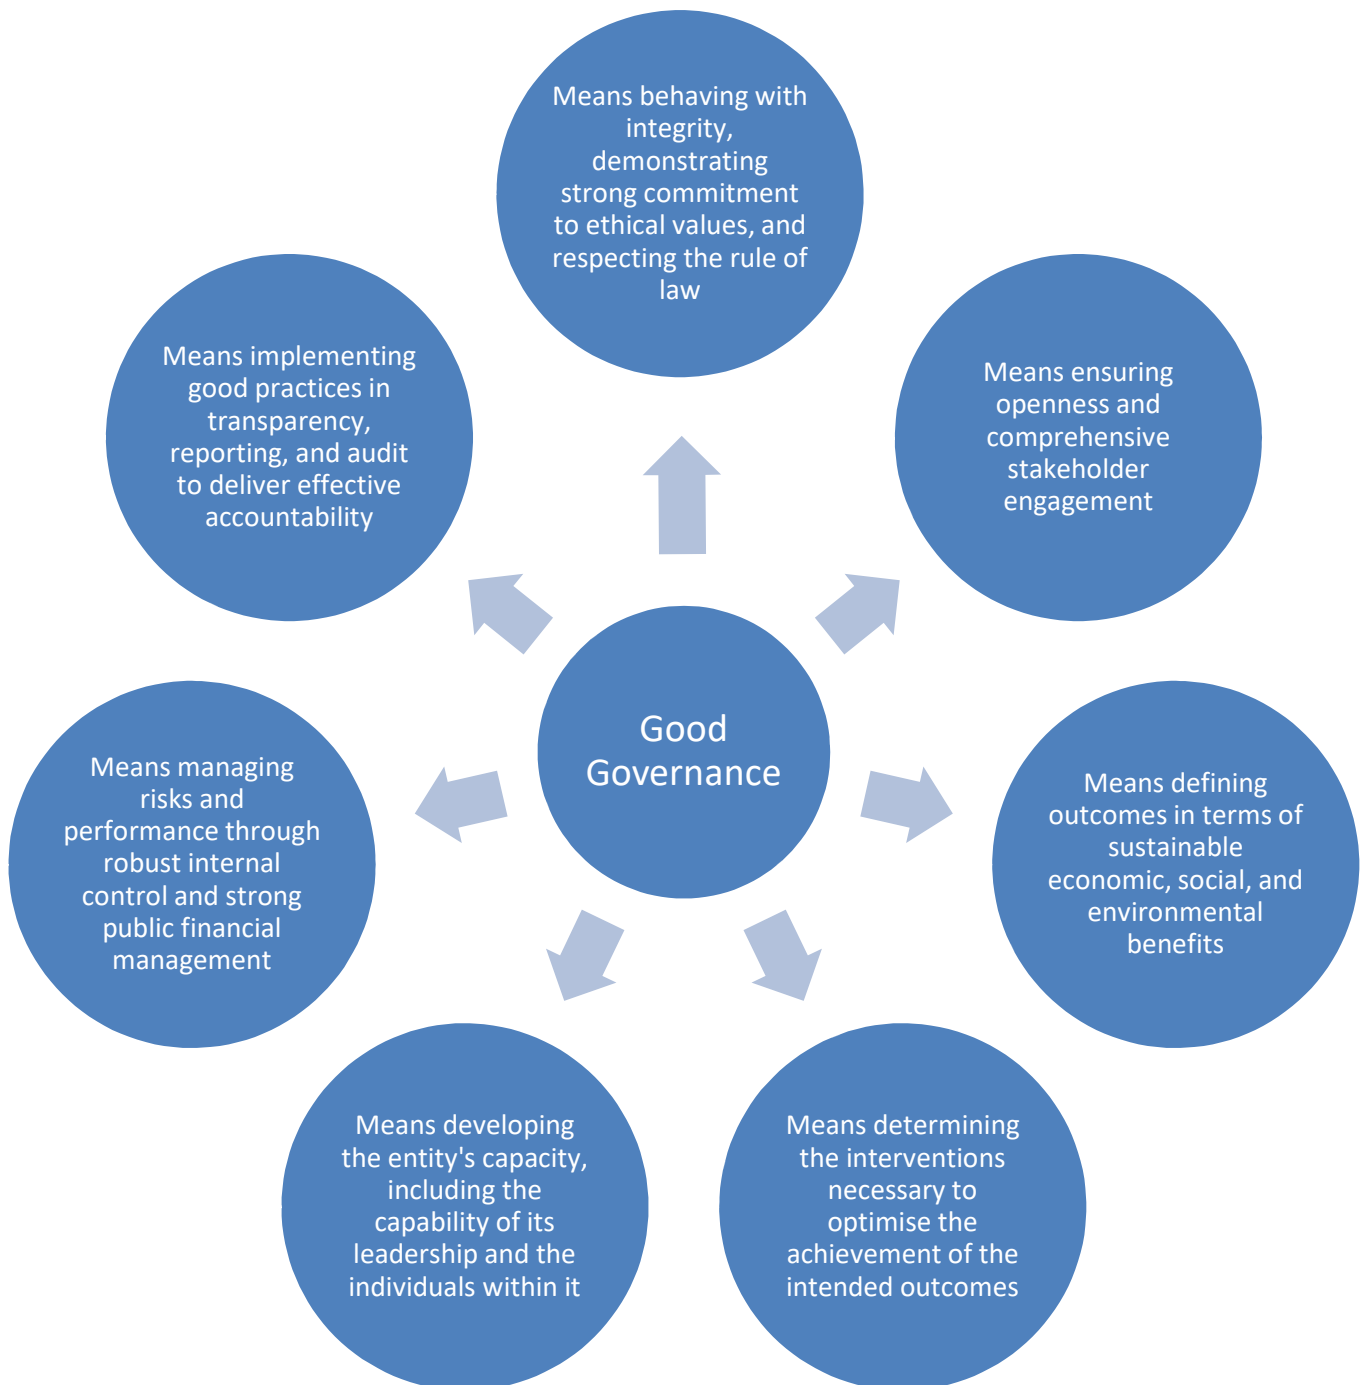 Means behaving with
integrity,
demonstrating
strong commitment
to ethical values, and
respecting the rule of
law
Means ensuring
openness and
comprehensive
stakeholder
engagement
Means defining
outcomes in terms of
sustainable
economic, social, and
environmental
benefits
Means determining
the interventions
necessary to
optimise the
achievement of the
intended outcomes
Means developing
the entity's capacity,
including the
capability of its
leadership and the
individuals within it
Means managing
risks and
performance through
robust internal
control and strong
public financial
management
Means implementing
good practices in
transparency,
reporting, and audit
to deliver effective
accountability
Good
Governance